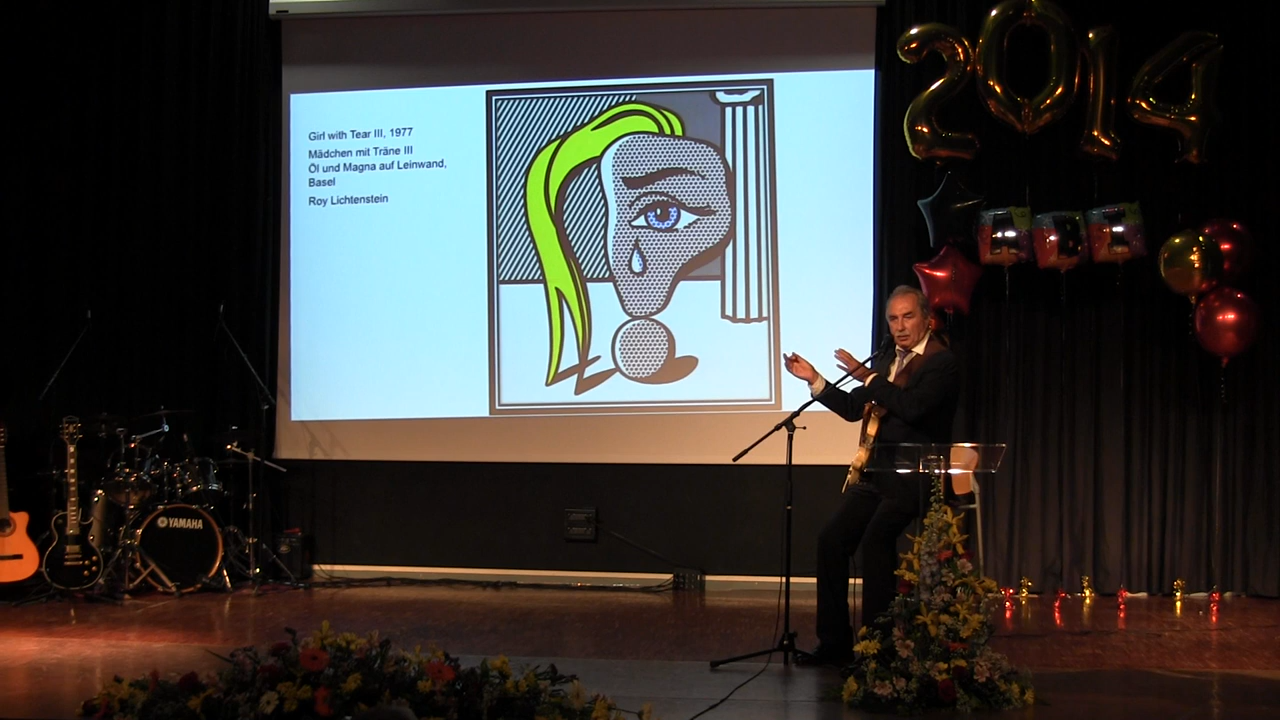 Girl with Tear III, 1977
Mädchen mit Träne III
Öl und Magna auf Leinwand,
Basel
Roy Lichtenstein
2014
ABI
YAMAHA